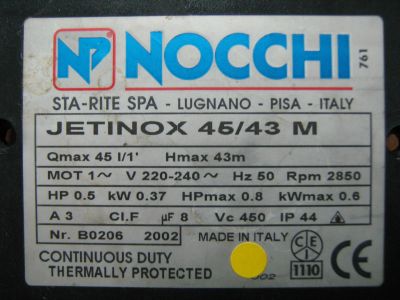 NP NOCCHI
761
STA-RITE SPA - LUGNANO - PISA - ITALY
JETINOX 45/43 M
Qmax 45 l/1' Hmax 43m
MOT 1~ V 220-240~ Hz 50 Rpm 2850
HP 0.5 kW 0.37 HPmax 0.8 kWmax 0.6
A 3 Cl.F µF 8 Vc 450 IP 44
Nr. B0206 2002 MADE IN ITALY
CEI
1110
CE
CONTINUOUS DUTY
THERMALLY PROTECTED